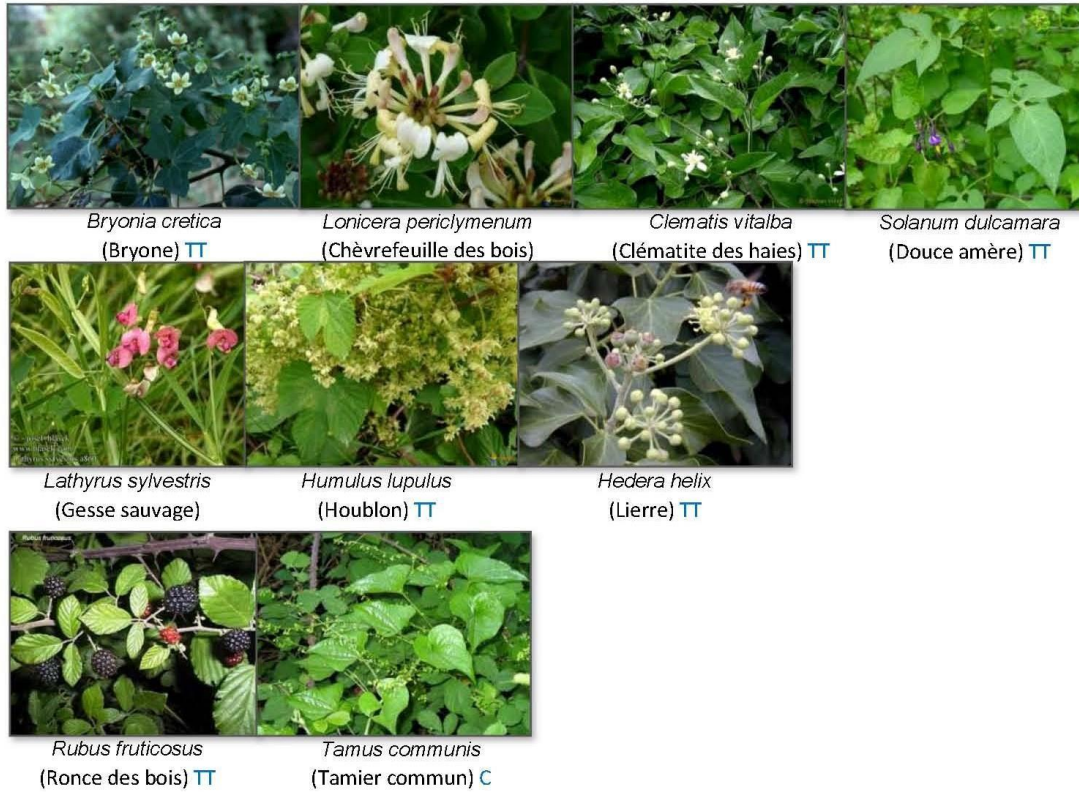 Bryonia cretica
(Bryone) TT
Lonicera periclymenum
(Chèvrefeuille des bois)
Clematis vitalba
(Clématite des haies) TT
Solanum dulcamara
(Douce amère) TT
Lathyrus sylvestris
(Gesse sauvage)
Humulus lupulus
(Houblon) TT
Hedera helix
(Lierre) TT
Rubus fruticosus
Rubus fruticosus
(Ronce des bois) TT
Tamus communis
(Tamier commun) C